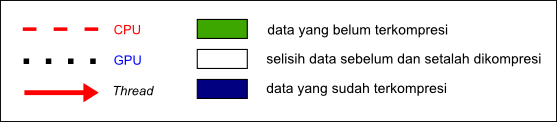 CPU data yang belum terkompresi
GPU selisih data sebelum dan setalah dikompresi
Thread data yang sudah terkompresi